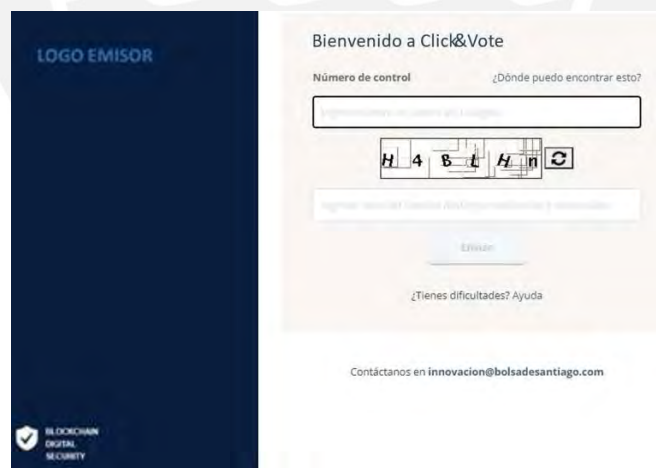 LOGO EMISOR
Bienvenido a Click&Vote
Número de control ¿Dónde puedo encontrar esto?
H 4 B L H n
Enviar
¿Tienes dificultades? Ayuda
Contáctanos en innovacion@bolsadesantiago.com
BLOCKCHAIN
DIGITAL
SECURITY